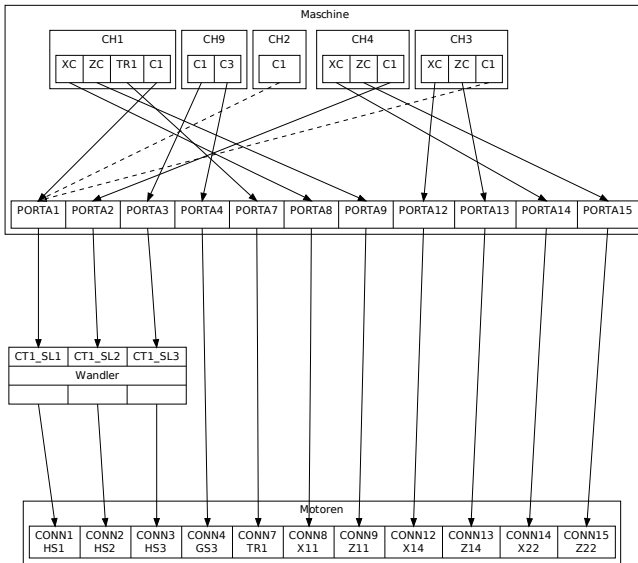 Maschine
CH1 CH9 CH2 CH4 CH3
XC ZC TR1 C1 C1 C3 C1 XC ZC C1 XC ZC C1
PORTA1 PORTA2 PORTA3 PORTA4 PORTA7 PORTA8 PORTA9 PORTA12 PORTA13 PORTA14 PORTA15
CT1_SL1 CT1_SL2 CT1_SL3
Wandler
Motoren
CONN1 CONN2 CONN3 CONN4 CONN7 CONN8 CONN9 CONN12 CONN13 CONN14 CONN15
HS1 HS2 HS3 GS3 TR1 X11 Z11 X14 Z14 X22 Z22